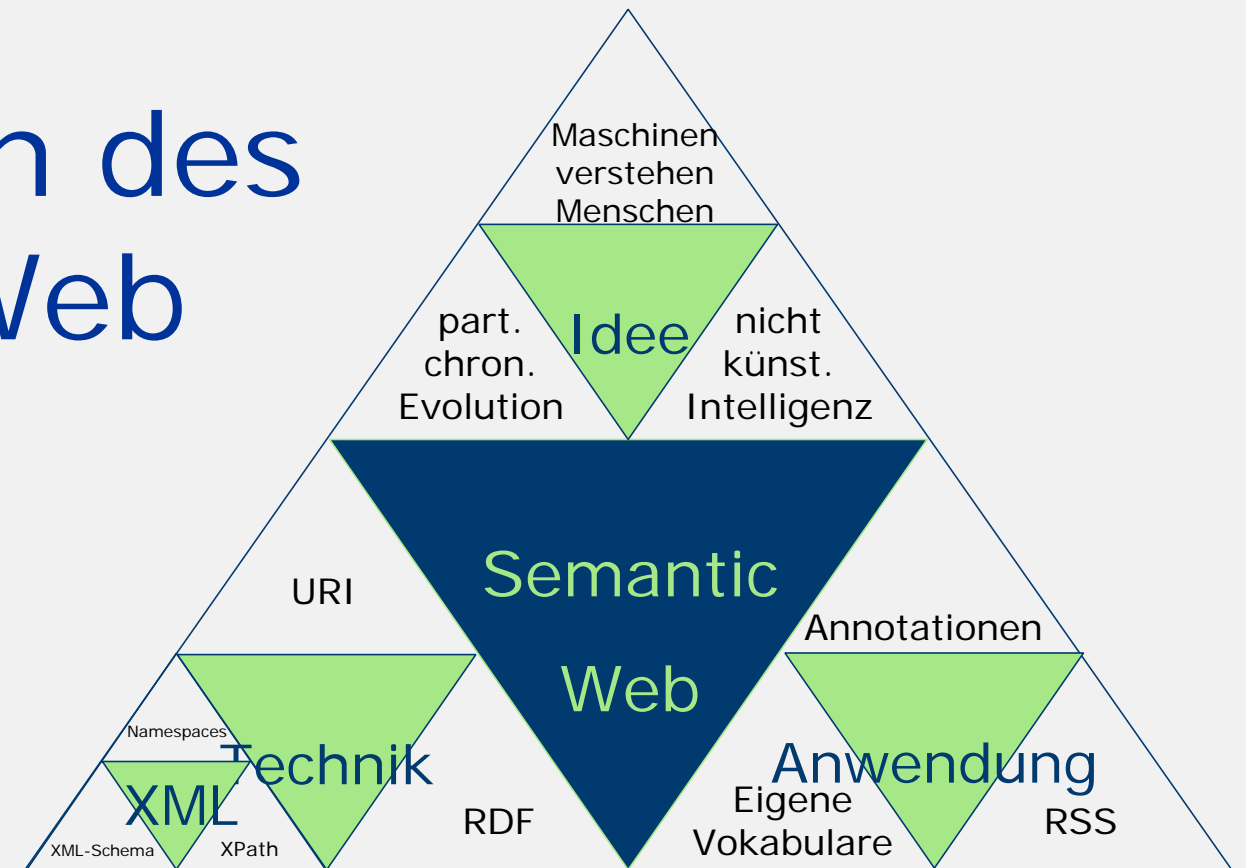 n des
Web
Maschinen
verstehen
Menschen
part.
chron.
Evolution
Idee
nicht
künst.
Intelligenz
Semantic
Web
URI
Annotationen
Namespaces
Technik
XML
XML-Schema
XPath
RDF
Anwendung
Eigene
Vokabulare
RSS